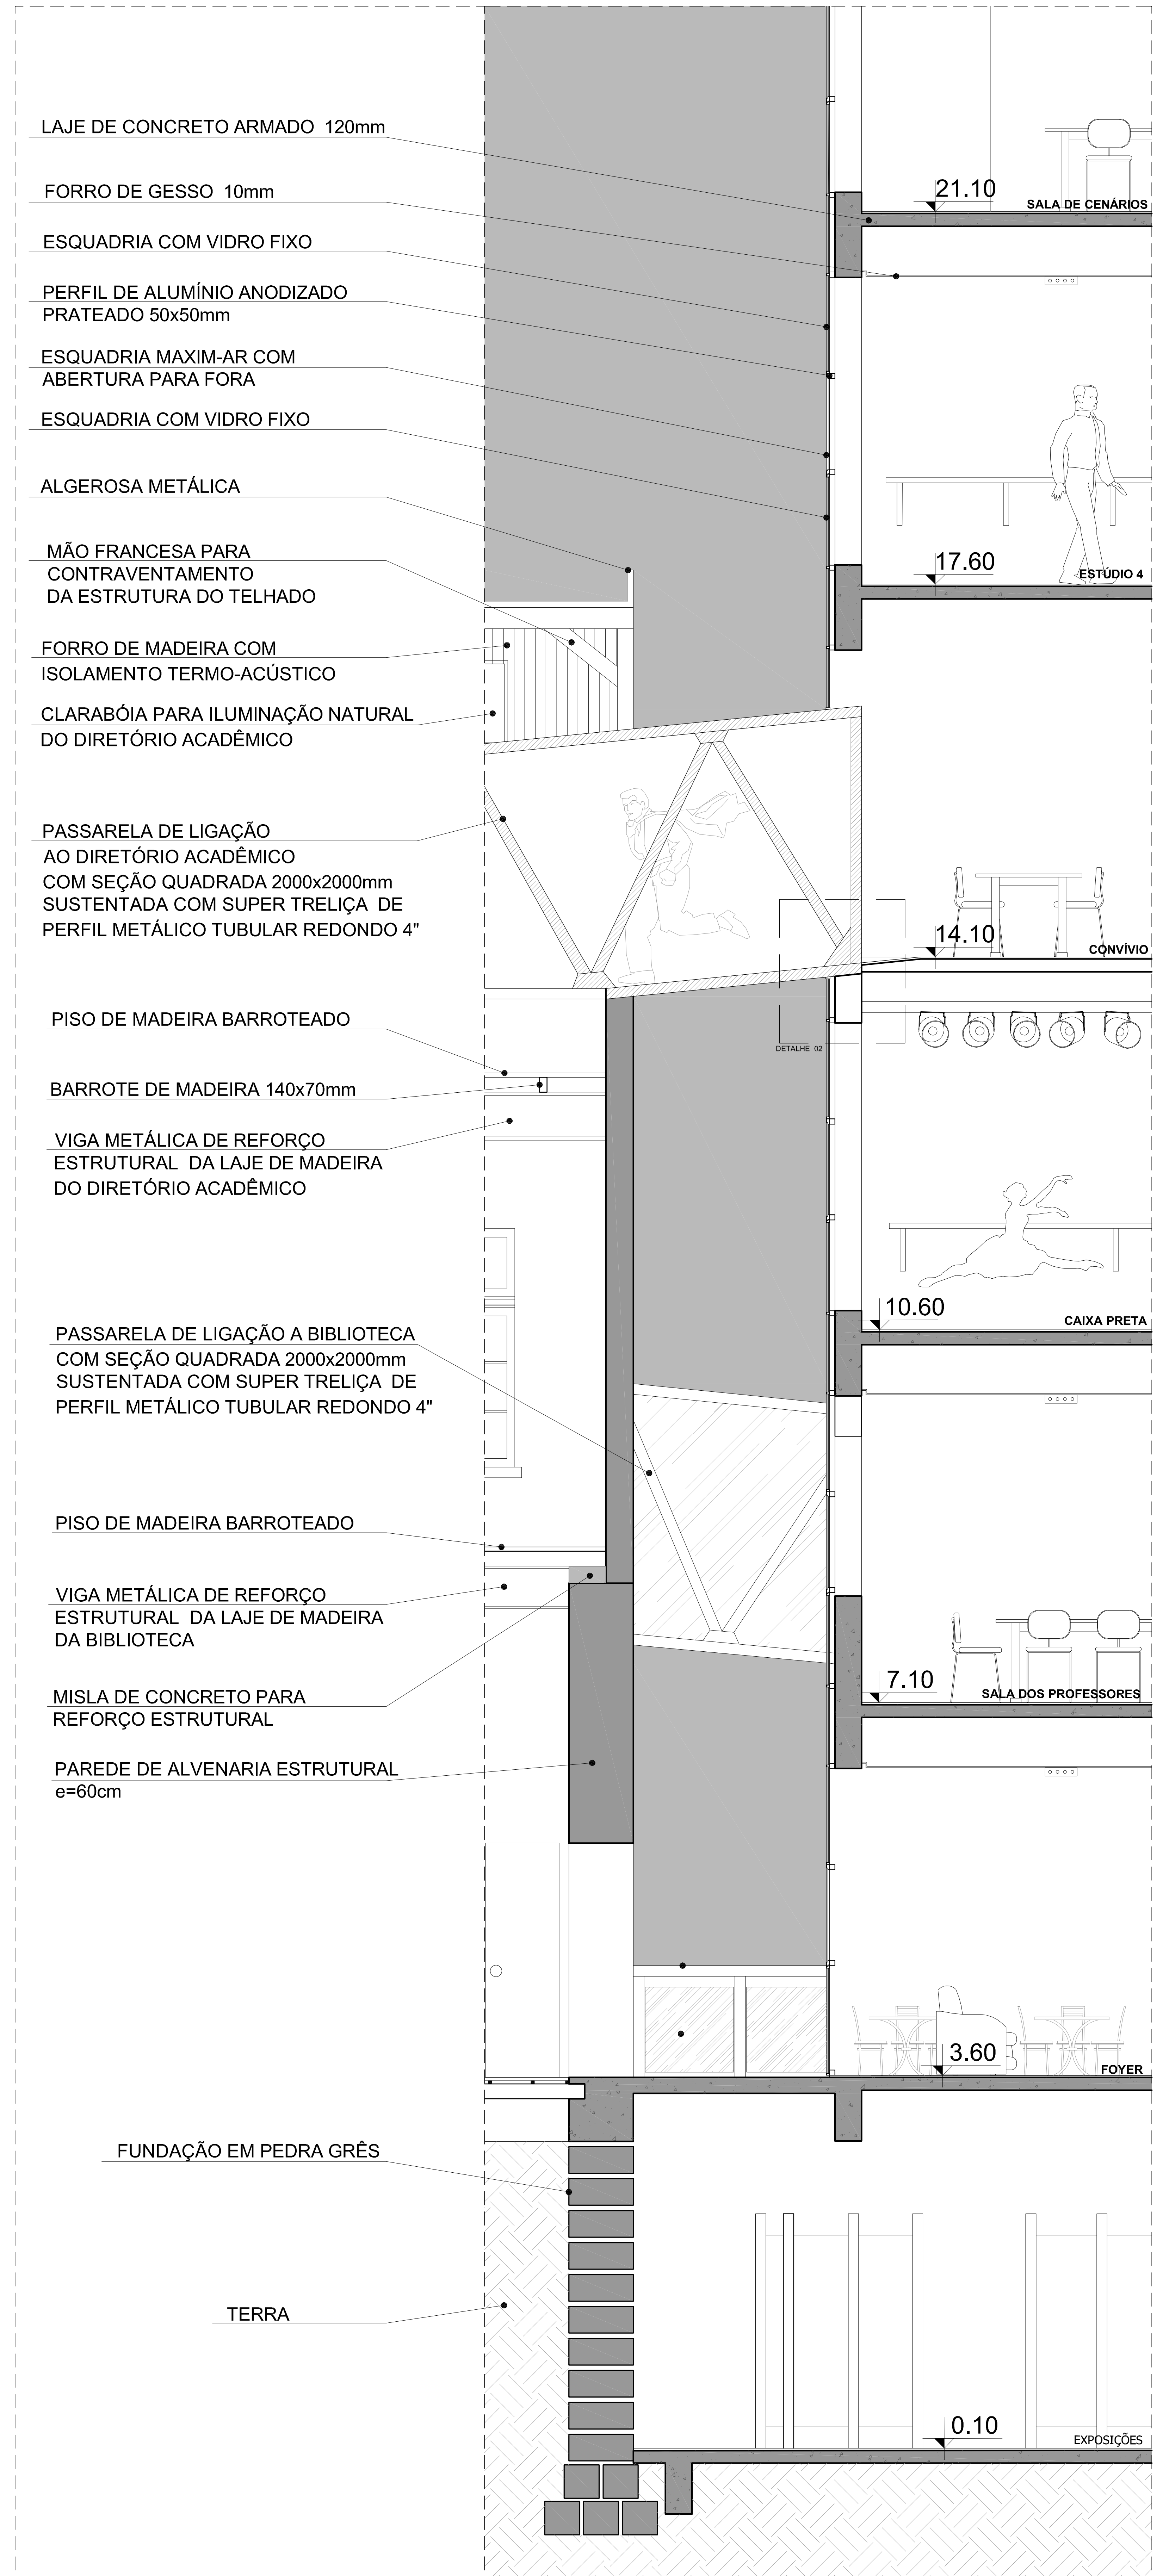 LAJE DE CONCRETO ARMADO 120mm
FORRO DE GESSO 10mm
ESQUADRIA COM VIDRO FIXO
PERFIL DE ALUMÍNIO ANODIZADO
PRATEADO 50x50mm
ESQUADRIA MAXIM-AR COM
ABERTURA PARA FORA
ESQUADRIA COM VIDRO FIXO
ALGEROSA METÁLICA
MÃO FRANCESA PARA
CONTRAVENTAMENTO
DA ESTRUTURA DO TELHADO
FORRO DE MADEIRA COM
ISOLAMENTO TERMO-ACÚSTICO
CLARABÓIA PARA ILUMINAÇÃO NATURAL
DO DIRETÓRIO ACADÊMICO
PASSARELA DE LIGAÇÃO
AO DIRETÓRIO ACADÊMICO
COM SEÇÃO QUADRADA 2000x2000mm
SUSTENTADA COM SUPER TRELIÇA DE
PERFIL METÁLICO TUBULAR REDONDO 4"
PISO DE MADEIRA BARROTEADO
BARROTE DE MADEIRA 140x70mm
VIGA METÁLICA DE REFORÇO
ESTRUTURAL DA LAJE DE MADEIRA
DO DIRETÓRIO ACADÊMICO
PASSARELA DE LIGAÇÃO A BIBLIOTECA
COM SEÇÃO QUADRADA 2000x2000mm
SUSTENTADA COM SUPER TRELIÇA DE
PERFIL METÁLICO TUBULAR REDONDO 4"
PISO DE MADEIRA BARROTEADO
VIGA METÁLICA DE REFORÇO
ESTRUTURAL DA LAJE DE MADEIRA
DA BIBLIOTECA
MISLA DE CONCRETO PARA
REFORÇO ESTRUTURAL
PAREDE DE ALVENARIA ESTRUTURAL
e=60cm
FUNDAÇÃO EM PEDRA GRÊS
TERRA
21.10
SALA DE CENÁRIOS
17.60
ESTÚDIO 4
14.10
CONVÍVIO
DETALHE 02
10.60
CAIXA PRETA
7.10
SALA DOS PROFESSORES
3.60
FOYER
0.10
EXPOSIÇÕES